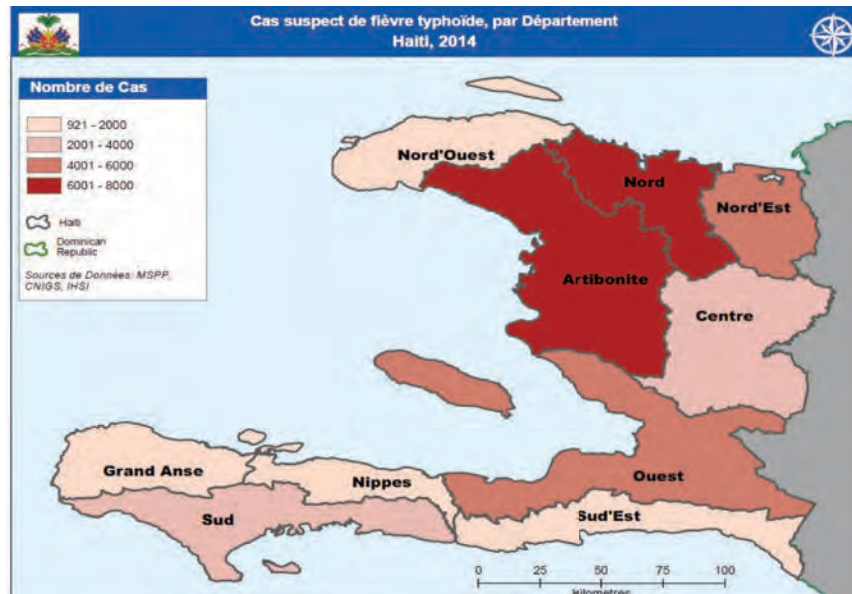 Cas suspect de fièvre typhoïde, par Département
Haiti, 2014
Nombre de Cas
921 - 2000
2001 - 4000
4001 - 6000
6001 - 8000
Haiti
Dominican
Republic
Sources de Données: MSPP,
CNIGS, IHSI
Nord'Ouest
Nord
Nord'Est
Artibonite
Centre
Grand Anse
Nippes
Ouest
Sud
Sud'Est
0 25 50 75 100
kilometres